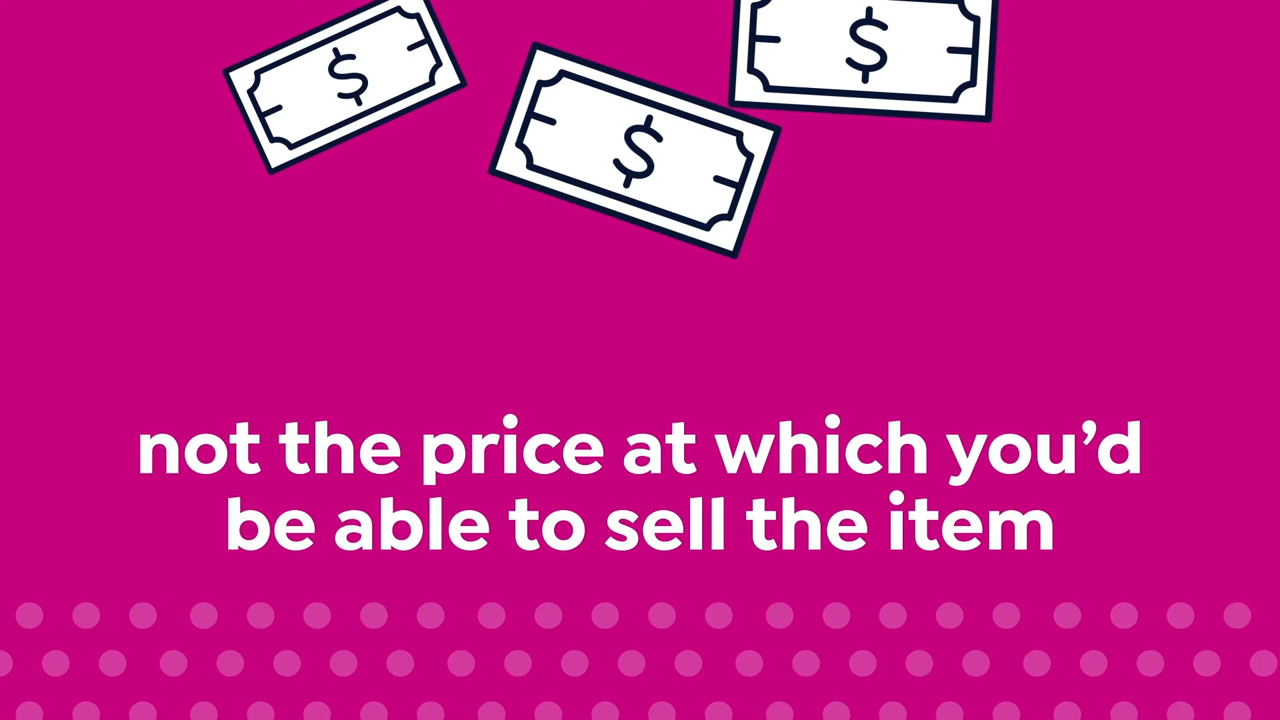 $
$
$
not the price at which you’d
be able to sell the item